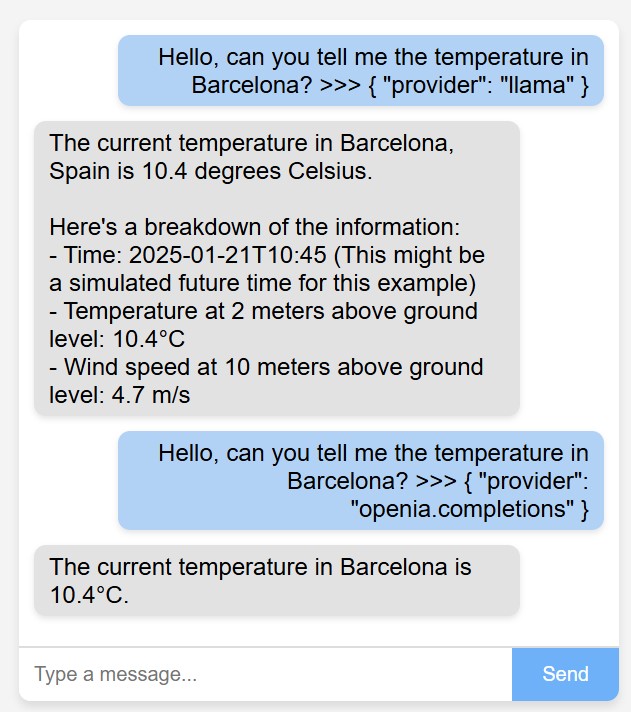 Hello, can you tell me the temperature in
Barcelona? >>> { "provider": "llama" }
The current temperature in Barcelona,
Spain is 10.4 degrees Celsius.
Here's a breakdown of the information:
- Time: 2025-01-21T10:45 (This might be
a simulated future time for this example)
- Temperature at 2 meters above ground
level: 10.4°C
- Wind speed at 10 meters above ground
level: 4.7 m/s
Hello, can you tell me the temperature in
Barcelona? >>> { "provider":
"openia.completions" }
The current temperature in Barcelona is
10.4°C.
Type a message...
Send